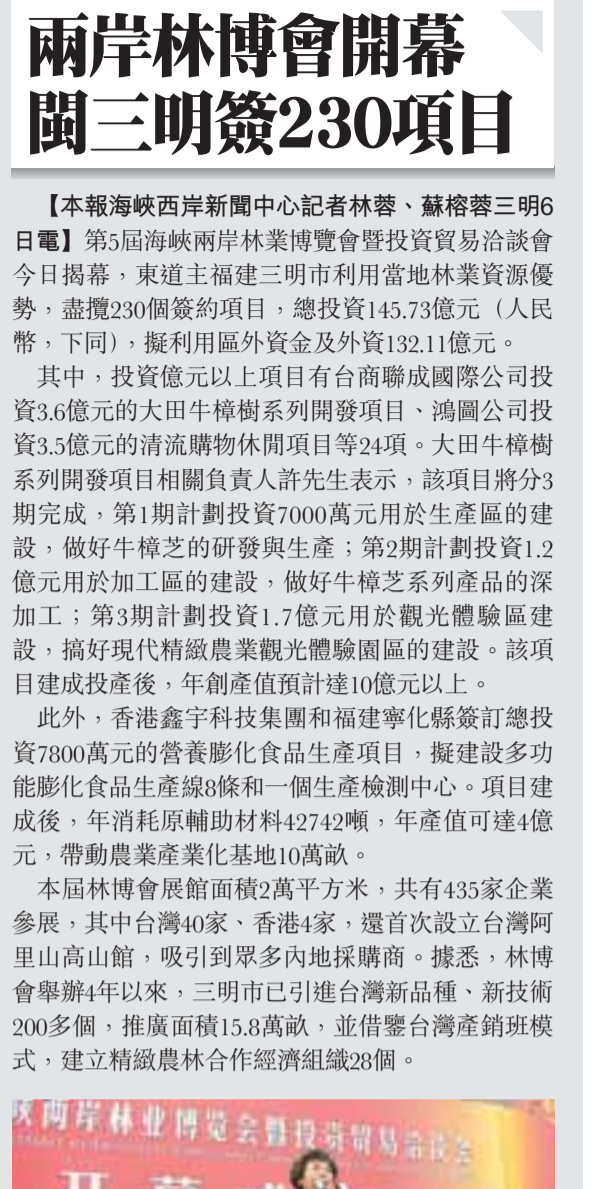 兩岸林博會開幕
閩三明簽230項目
【本報海峽西岸新聞中心記者林蓉、蘇榕蓉三明6
日電】第5屆海峽兩岸林業博覽會暨投資貿易洽談會
今日揭幕，東道主福建三明市利用當地林業資源優
勢，盡攬230個簽約項目，總投資145.73億元（人民
幣，下同），擬利用區外資金及外資132.11億元。
其中，投資億元以上項目有台商聯成國際公司投
資3.6億元的大田牛樟樹系列開發項目、鴻圖公司投
資3.5億元的清流購物休閒項目等24項。大田牛樟樹
系列開發項目相關負責人許先生表示，該項目將分3
期完成，第1期計劃投資7000萬元用於生產區的建
設，做好牛樟芝的研發與生產；第2期計劃投資1.2
億元用於加工區的建設，做好牛樟芝系列產品的深
加工；第3期計劃投資1.7億元用於觀光體驗區建
設，搞好現代精緻農業觀光體驗園區的建設。該項
目建成投產後，年創產值預計達10億元以上。
此外，香港鑫宇科技集團和福建寧化縣簽訂總投
資7800萬元的營養膨化食品生產項目，擬建設多功
能膨化食品生產線8條和一個生產檢測中心。項目建
成後，年消耗原輔助材料42742噸，年產值可達4億
元，帶動農業產業化基地10萬畝。
本屆林博會展館面積2萬平方米，共有435家企業
參展，其中台灣40家、香港4家，還首次設立台灣阿
里山高山館，吸引到眾多內地採購商。據悉，林博
會舉辦4年以來，三明市已引進台灣新品種、新技術
200多個，推廣面積15.8萬畝，並借鑒台灣產銷班模
式，建立精緻農林合作經濟組織28個。
峡两岸林业博览会暨投资贸易洽谈会